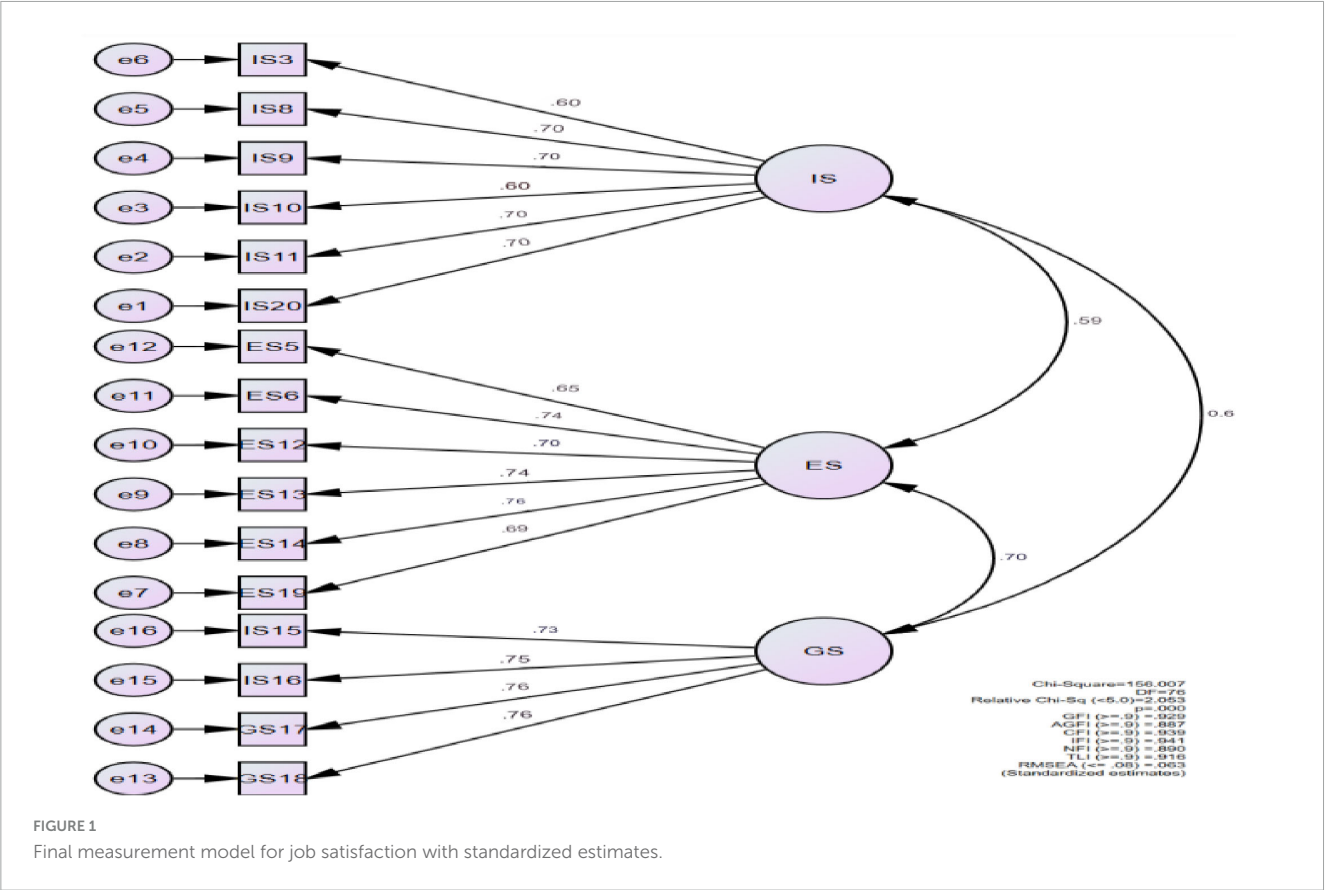 e6 IS3
.60
e5 IS8
.70
e4 IS9
.70
IS
e3 IS10
.60
e2 IS11
.70
e1 IS20
.70
.59
e12 ES5
.65
e11 ES6
.74
0.6
e10 ES12
.70
ES
e9 ES13
.74
e8 ES14
.76
e7 ES19
.69
.70
e16 IS15
.73
GS
e15 IS16
.75
e14 GS17
.76
e13 GS18
.76
Chi-Square=156.007
DF=76
Relative Chi-Sq (<5.0)=2.053
p=.000
GFI (>=.9) =.929
AGFI (>=.9) =.887
CFI (>=.9) =.939
IFI (>=.9) =.941
NFI (>=.9) =.890
TLI (>=.9) =.916
RMSEA (<= .08) =.063
(Standardized estimates)
FIGURE 1
Final measurement model for job satisfaction with standardized estimates.